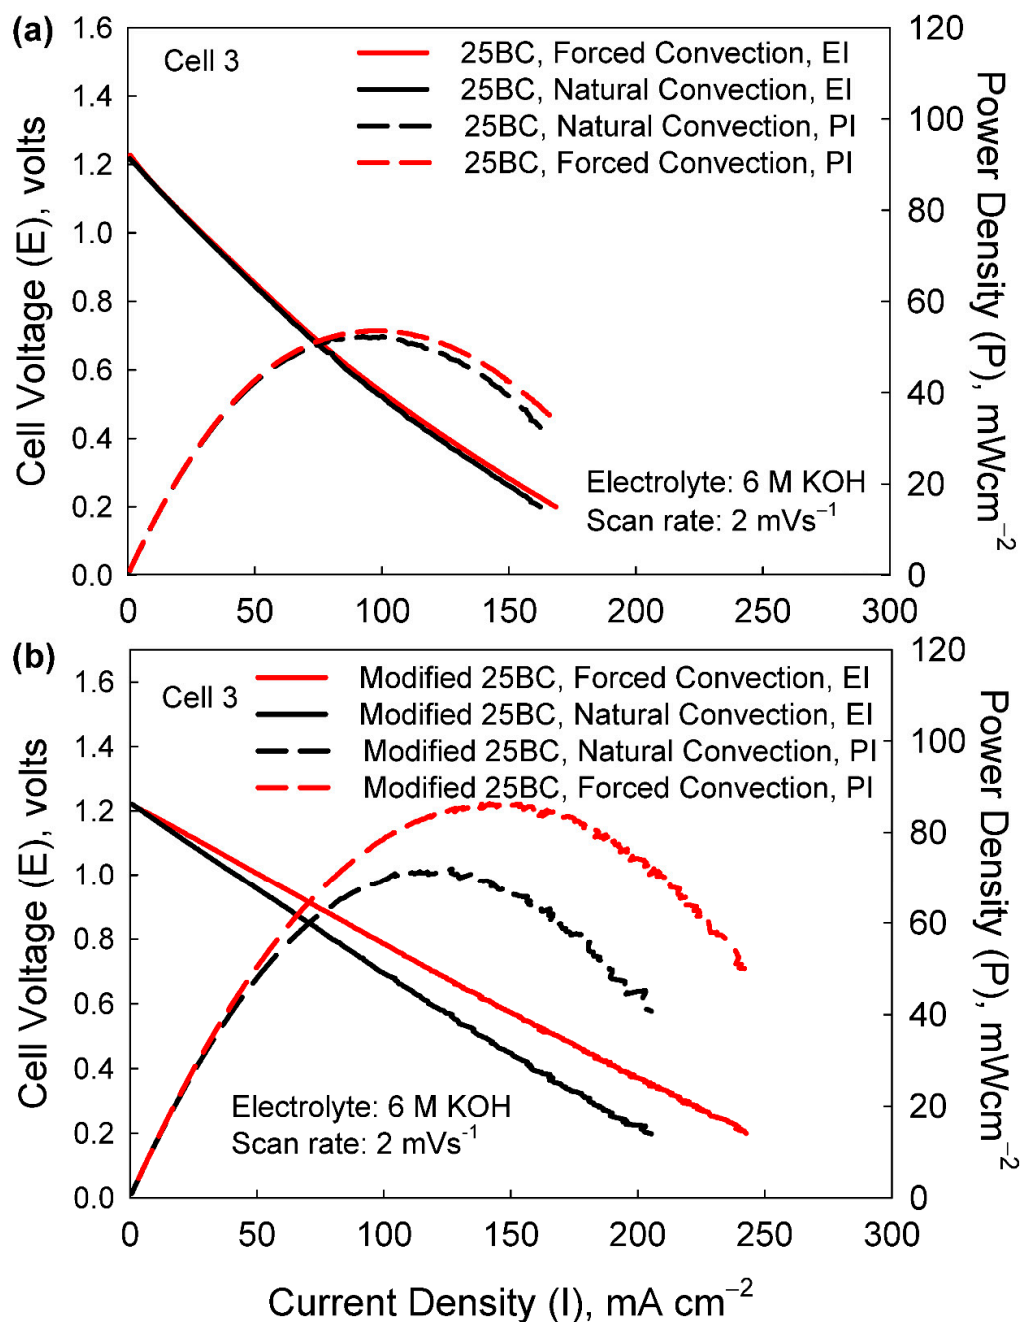 (a)
Cell 3
25BC, Forced Convection, EI
25BC, Natural Convection, EI
25BC, Natural Convection, PI
25BC, Forced Convection, PI
Cell Voltage (E), volts
1.6
1.4
1.2
1.0
0.8
0.6
0.4
0.2
0.0
Power Density (P), mWcm⁻²
120
100
80
60
40
20
0
Electrolyte: 6 M KOH
Scan rate: 2 mVs⁻¹
0 50 100 150 200 250 300
(b)
Cell 3
Modified 25BC, Forced Convection, EI
Modified 25BC, Natural Convection, EI
Modified 25BC, Natural Convection, PI
Modified 25BC, Forced Convection, PI
Cell Voltage (E), volts
1.6
1.4
1.2
1.0
0.8
0.6
0.4
0.2
0.0
Power Density (P), mWcm⁻²
120
100
80
60
40
20
0
Electrolyte: 6 M KOH
Scan rate: 2 mVs⁻¹
0 50 100 150 200 250 300
Current Density (I), mA cm⁻²